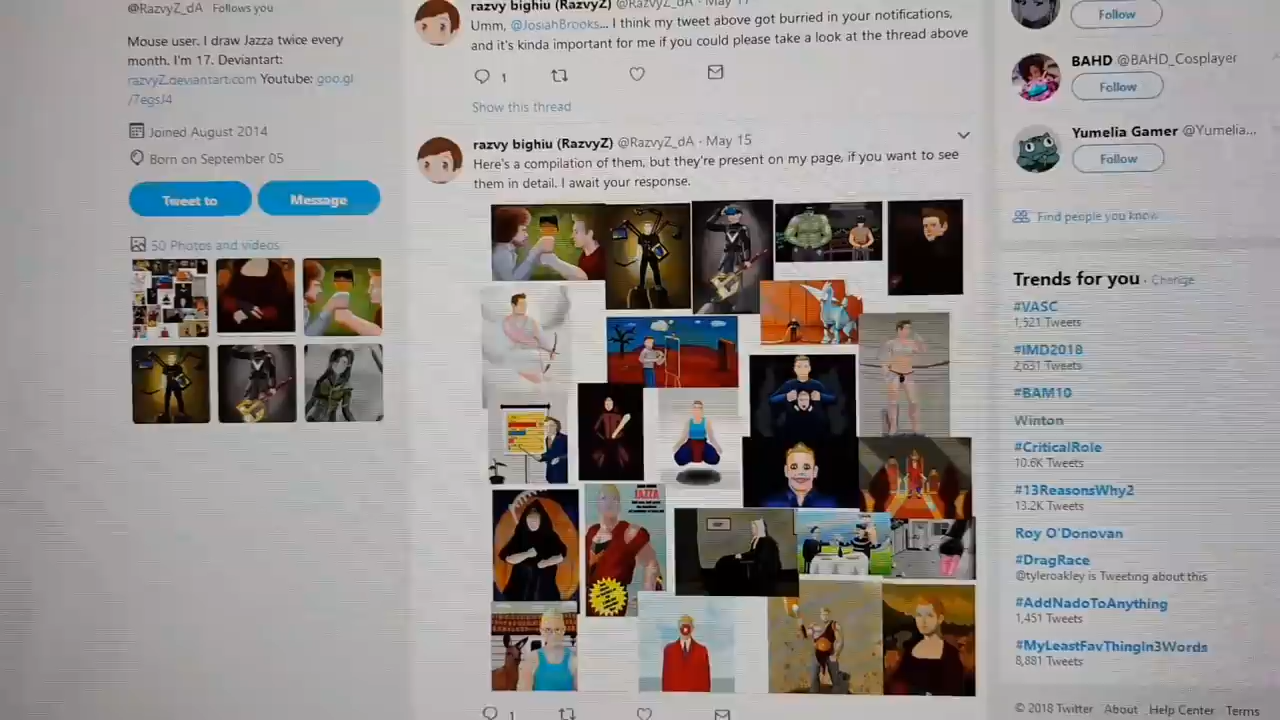 @RazvyZ_dA Follows you
Mouse user. I draw Jazza twice every
month. I'm 17. Deviantart:
razvyZ.deviantart.com Youtube: goo.gl
/7egsJ4
Joined August 2014
Born on September 05
Tweet to
Message
50 Photos and videos
razvy bighiu (RazvyZ) @RazvyZ_dA · May 17
Umm, @JosiahBrooks... I think my tweet above got burried in your notifications,
and it's kinda important for me if you could please take a look at the thread above
1
Show this thread
razvy bighiu (RazvyZ) @RazvyZ_dA · May 15
Here's a compilation of them, but they're present on my page, if you want to see
them in detail. I await your response.
JAZZA
1
Follow
BAHD @BAHD_Cosplayer
Follow
Yumelia Gamer @Yumelia...
Follow
Find people you know
Trends for you · Change
#VASC
1,521 Tweets
#IMD2018
2,631 Tweets
#BAM10
Winton
#CriticalRole
10.6K Tweets
#13ReasonsWhy2
13.2K Tweets
Roy O'Donovan
#DragRace
@tyleroakley is Tweeting about this
#AddNadoToAnything
1,451 Tweets
#MyLeastFavThingIn3Words
8,881 Tweets
© 2018 Twitter About Help Center Terms